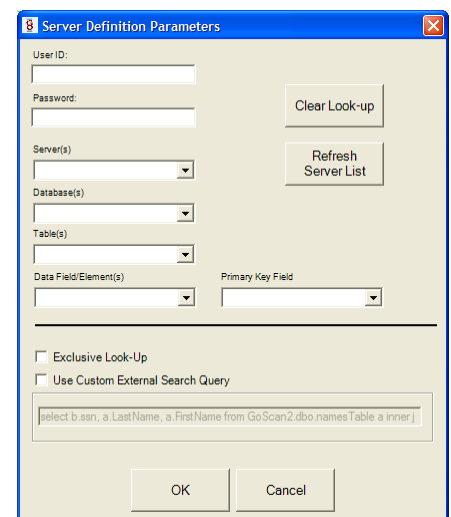 Server Definition Parameters
User ID:
Password:
Clear Look-up
Server(s)
Refresh
Server List
Database(s)
Table(s)
Data Field/Element(s)
Primary Key Field
Exclusive Look-Up
Use Custom External Search Query
select b.ssn, a.LastName, a.FirstName from GoScan2.dbo.namesTable a inner j
OK
Cancel